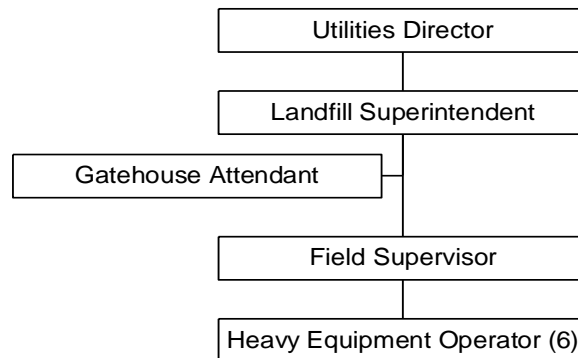 Utilities Director
Landfill Superintendent
Gatehouse Attendant
Field Supervisor
Heavy Equipment Operator (6)